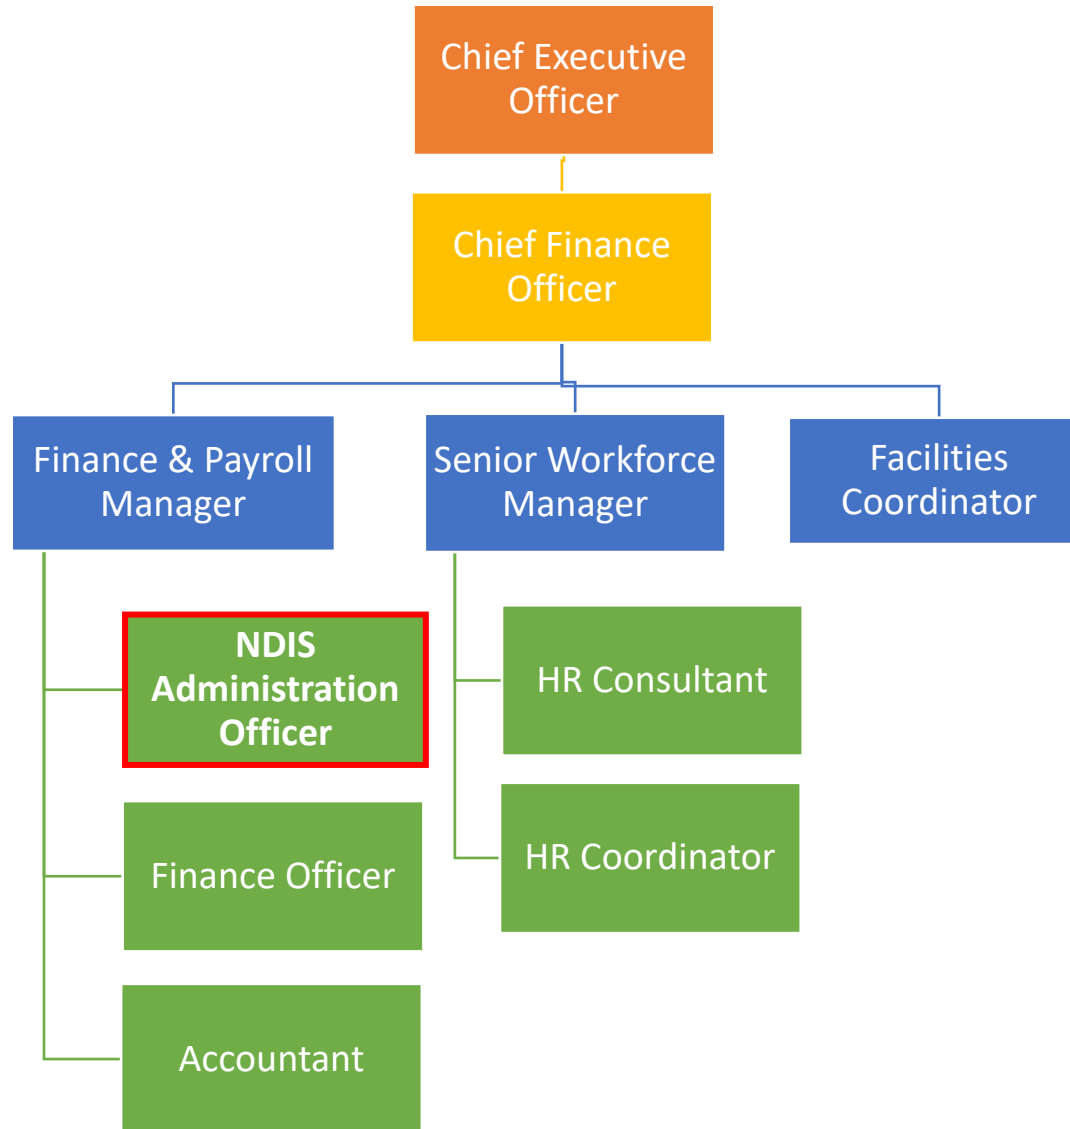 Chief Executive
Officer
Chief Finance
Officer
Finance & Payroll
Manager
Senior Workforce
Manager
Facilities
Coordinator
NDIS
Administration
Officer
HR Consultant
Finance Officer
HR Coordinator
Accountant